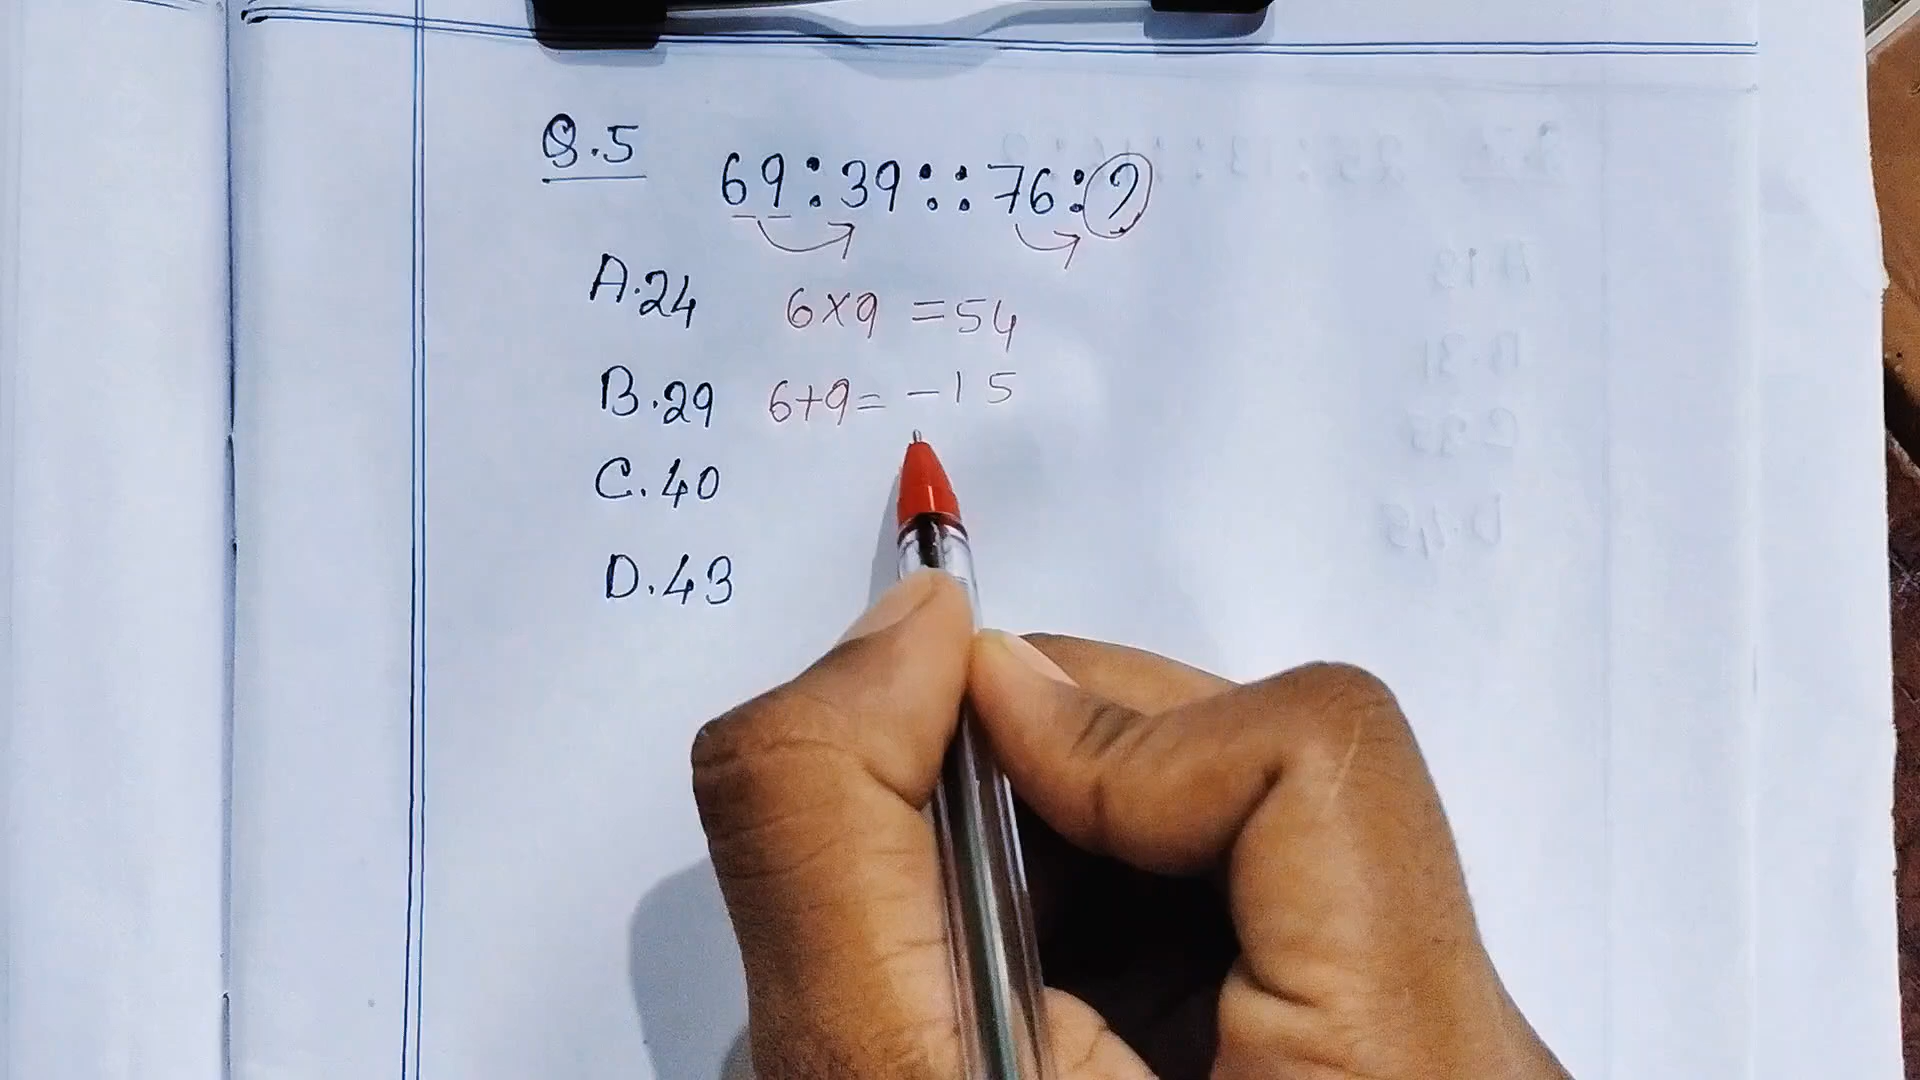 Q.5
69 : 39 :: 76 : ?
A. 24
6×9 = 54
B. 29
6+9 = -15
C. 40
D. 43